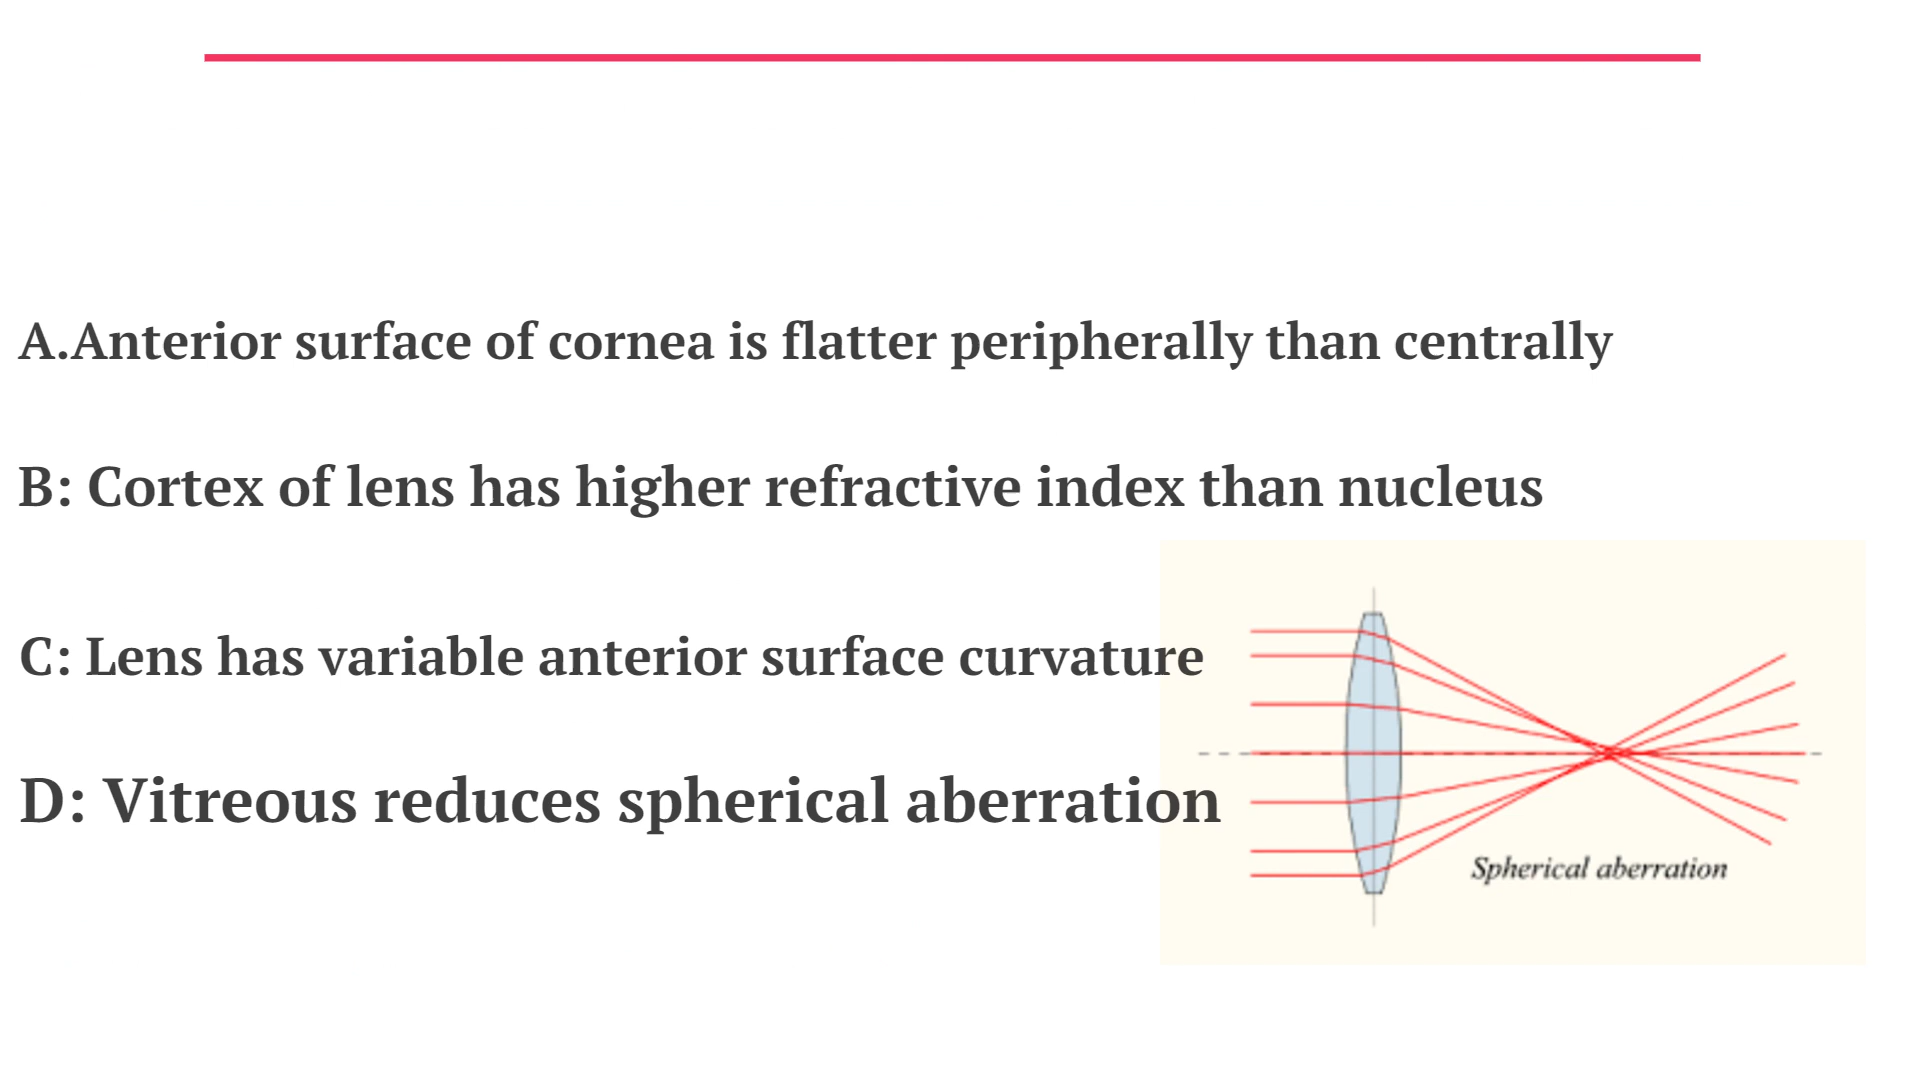 A.Anterior surface of cornea is flatter peripherally than centrally
B: Cortex of lens has higher refractive index than nucleus
C: Lens has variable anterior surface curvature
D: Vitreous reduces spherical aberration
Spherical aberration